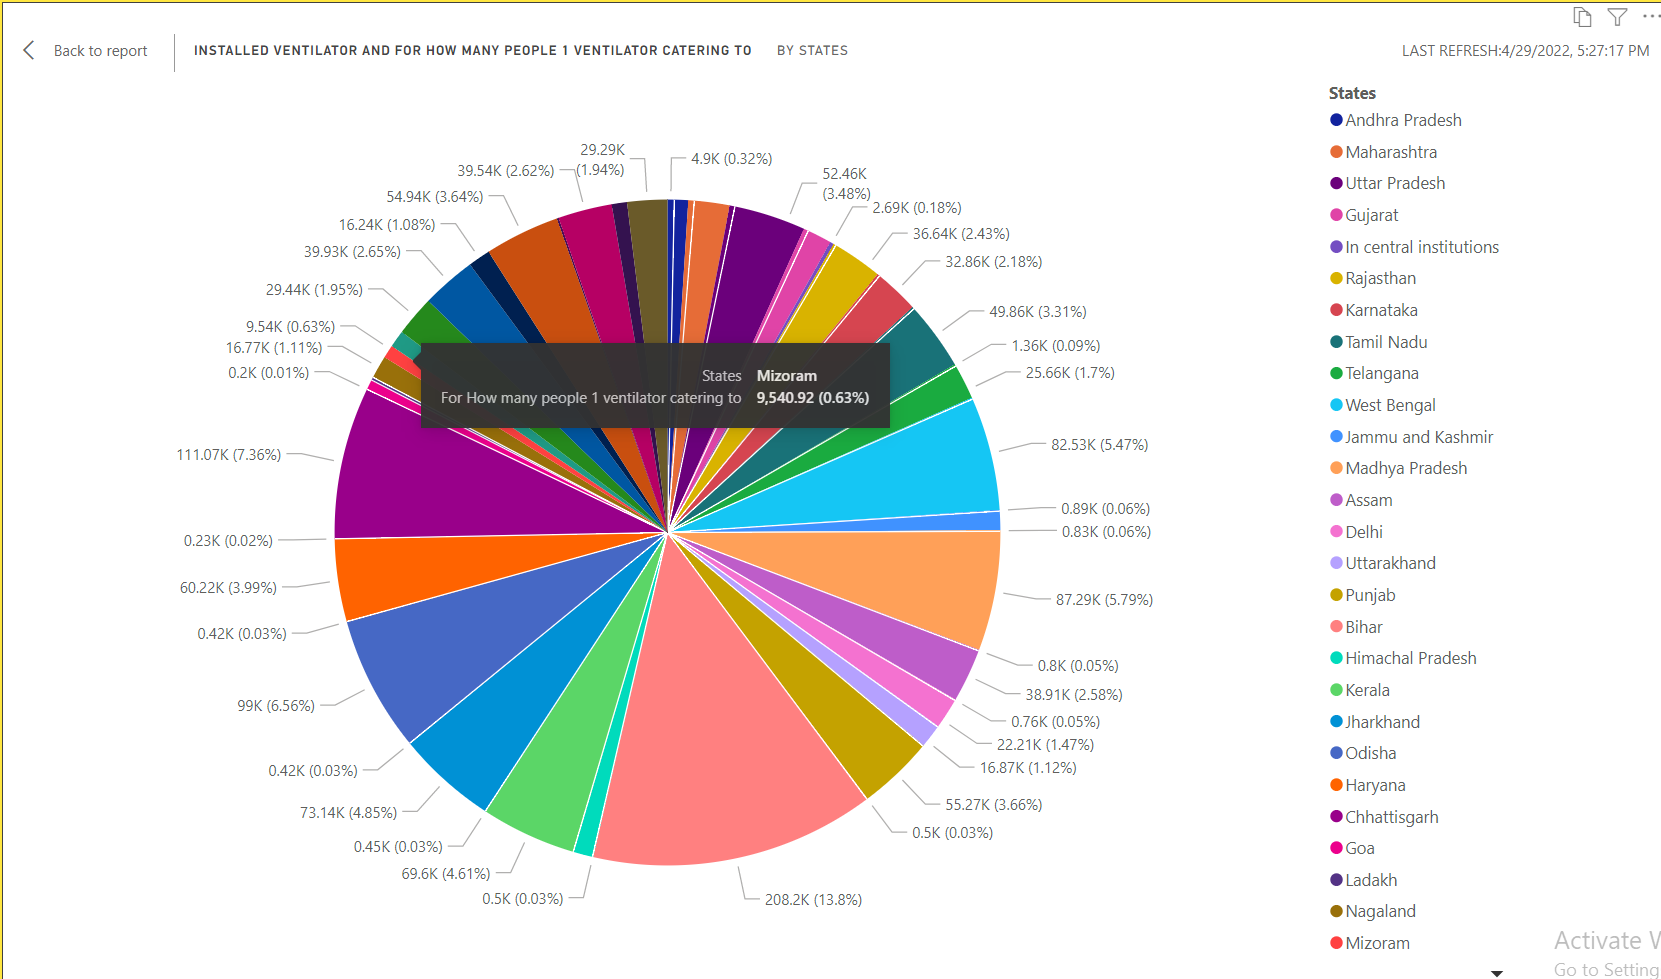 Back to report
INSTALLED VENTILATOR AND FOR HOW MANY PEOPLE 1 VENTILATOR CATERING TO BY STATES
LAST REFRESH:4/29/2022, 5:27:17 PM
29.29K
(1.94%)
4.9K (0.32%)
52.46K
(3.48%)
2.69K (0.18%)
36.64K (2.43%)
32.86K (2.18%)
49.86K (3.31%)
1.36K (0.09%)
25.66K (1.7%)
82.53K (5.47%)
0.89K (0.06%)
0.83K (0.06%)
87.29K (5.79%)
0.8K (0.05%)
38.91K (2.58%)
0.76K (0.05%)
22.21K (1.47%)
16.87K (1.12%)
55.27K (3.66%)
0.5K (0.03%)
208.2K (13.8%)
0.5K (0.03%)
69.6K (4.61%)
0.45K (0.03%)
73.14K (4.85%)
0.42K (0.03%)
99K (6.56%)
0.42K (0.03%)
60.22K (3.99%)
0.23K (0.02%)
111.07K (7.36%)
0.2K (0.01%)
16.77K (1.11%)
9.54K (0.63%)
29.44K (1.95%)
39.93K (2.65%)
16.24K (1.08%)
54.94K (3.64%)
39.54K (2.62%)
States Mizoram
For How many people 1 ventilator catering to 9,540.92 (0.63%)
States
Andhra Pradesh
Maharashtra
Uttar Pradesh
Gujarat
In central institutions
Rajasthan
Karnataka
Tamil Nadu
Telangana
West Bengal
Jammu and Kashmir
Madhya Pradesh
Assam
Delhi
Uttarakhand
Punjab
Bihar
Himachal Pradesh
Kerala
Jharkhand
Odisha
Haryana
Chhattisgarh
Goa
Ladakh
Nagaland
Mizoram
Activate W
Go to Setting